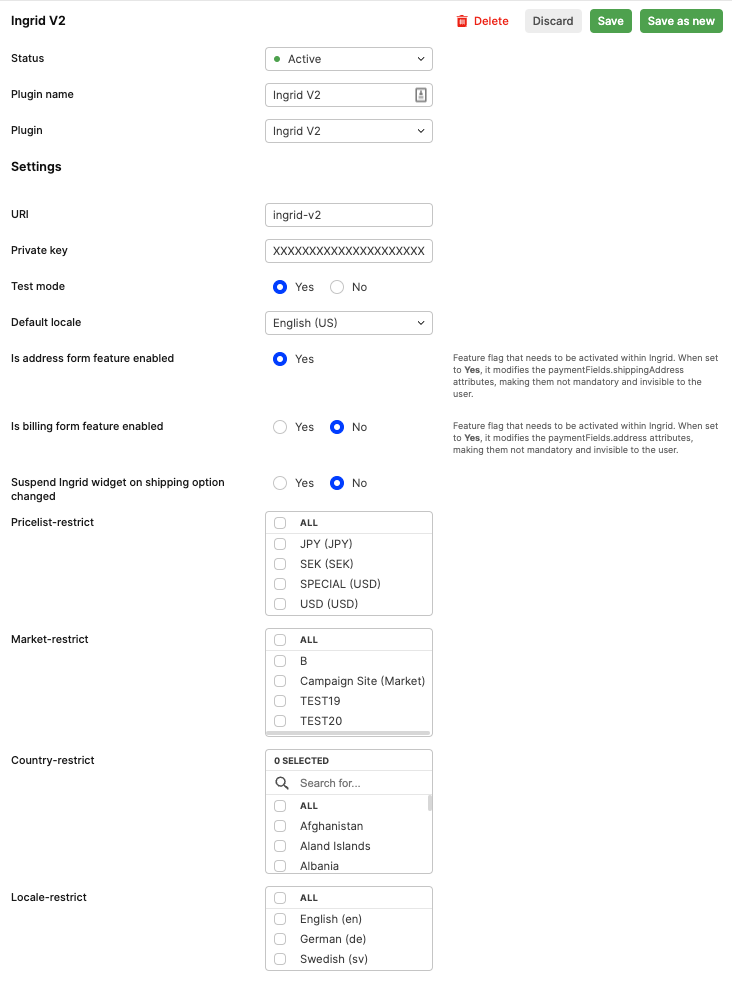 Ingrid V2
Delete
Discard
Save
Save as new
Status
Active
Plugin name
Ingrid V2
Plugin
Ingrid V2
Settings
URI
ingrid-v2
Private key
XXXXXXXXXXXXXXXXXXXXX
Test mode
Yes
No
Default locale
English (US)
Is address form feature enabled
Yes
Feature flag that needs to be activated within Ingrid. When set
to Yes, it modifies the paymentFields.shippingAddress
attributes, making them not mandatory and invisible to the
user.
Is billing form feature enabled
Yes
No
Feature flag that needs to be activated within Ingrid. When set
to Yes, it modifies the paymentFields.address attributes,
making them not mandatory and invisible to the user.
Suspend Ingrid widget on shipping option
changed
Yes
No
Pricelist-restrict
ALL
JPY (JPY)
SEK (SEK)
SPECIAL (USD)
USD (USD)
Market-restrict
ALL
B
Campaign Site (Market)
TEST19
TEST20
Country-restrict
0 SELECTED
Search for...
ALL
Afghanistan
Aland Islands
Albania
Locale-restrict
ALL
English (en)
German (de)
Swedish (sv)